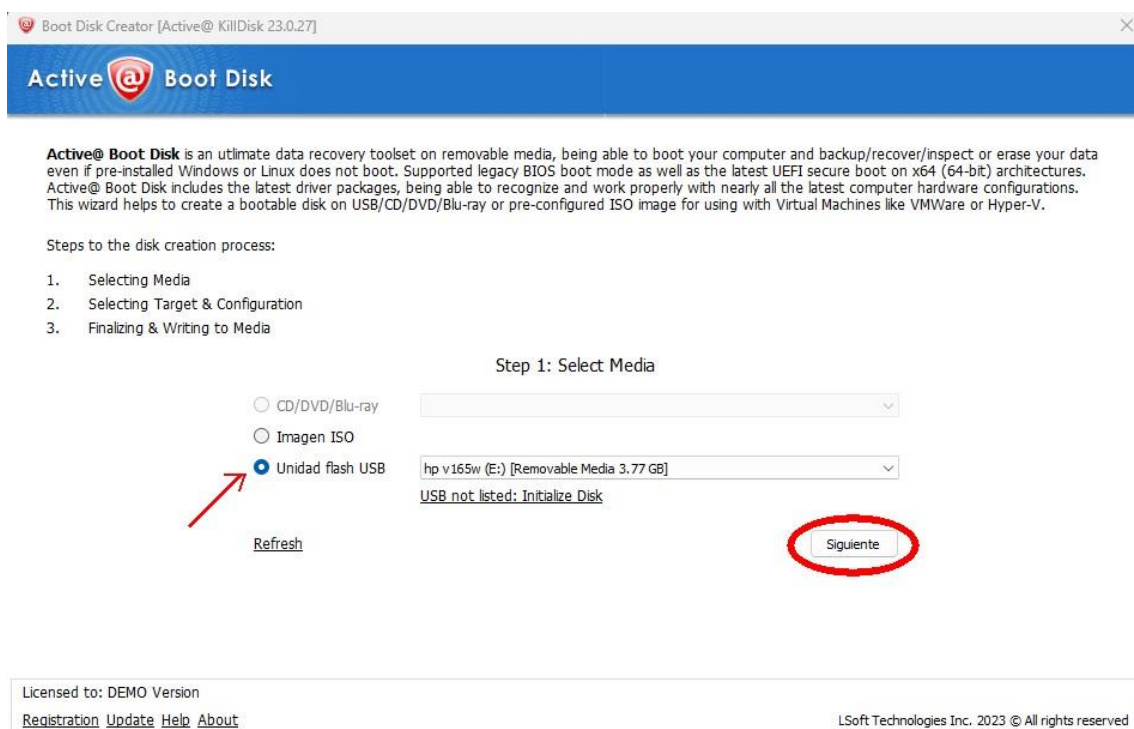 Boot Disk Creator [Active@ KillDisk 23.0.27]
Active@ Boot Disk
Active@ Boot Disk is an utlimate data recovery toolset on removable media, being able to boot your computer and backup/recover/inspect or erase your data
even if pre-installed Windows or Linux does not boot. Supported legacy BIOS boot mode as well as the latest UEFI secure boot on x64 (64-bit) architectures.
Active@ Boot Disk includes the latest driver packages, being able to recognize and work properly with nearly all the latest computer hardware configurations.
This wizard helps to create a bootable disk on USB/CD/DVD/Blu-ray or pre-configured ISO image for using with Virtual Machines like VMWare or Hyper-V.
Steps to the disk creation process:
1. Selecting Media
2. Selecting Target & Configuration
3. Finalizing & Writing to Media
Step 1: Select Media
CD/DVD/Blu-ray
Imagen ISO
Unidad flash USB hp v165w (E:) [Removable Media 3.77 GB]
USB not listed: Initialize Disk
Refresh Siguiente
Licensed to: DEMO Version
Registration Update Help About LSoft Technologies Inc. 2023 © All rights reserved